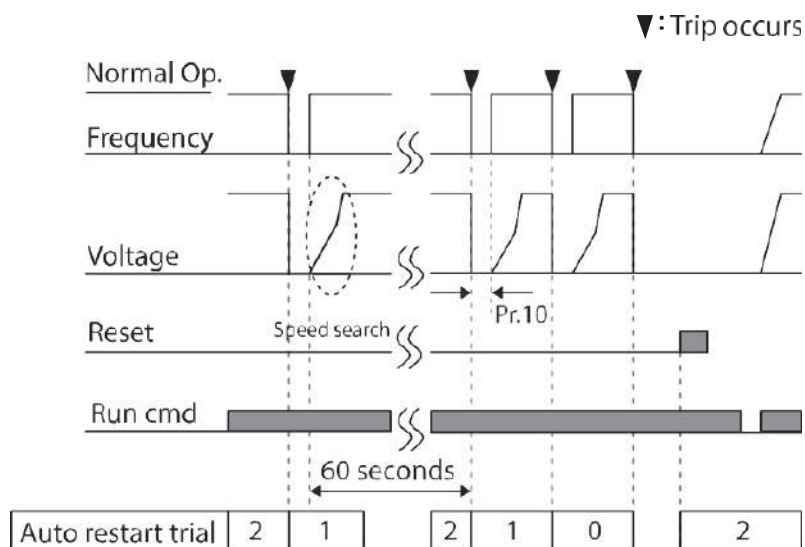 ▼: Trip occurs
Normal Op.
Frequency
Voltage
Pr.10
Reset
Speed search
Run cmd
60 seconds
Auto restart trial 2 1 2 1 0 2